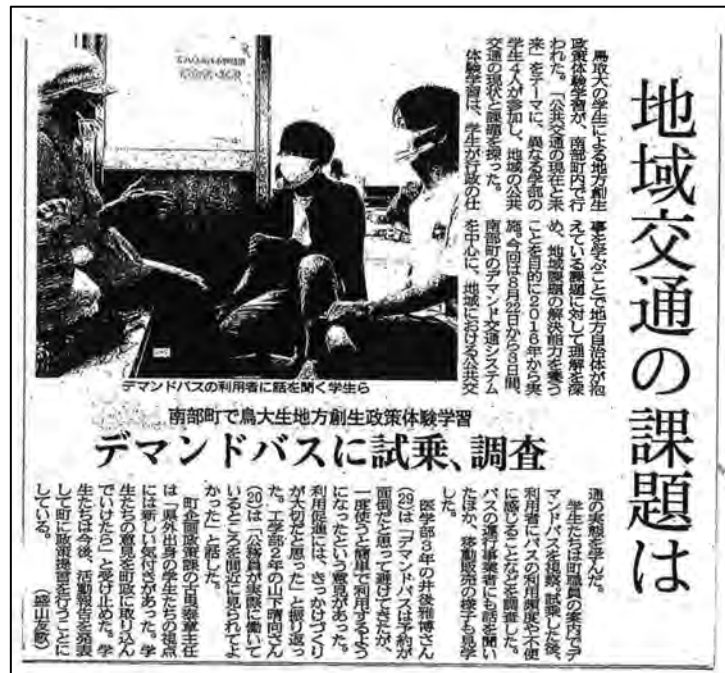 地域交通の課題は
鳥取大の学生による地方創生
政策体験学習が、南部町内で行
われた。「公共交通の現在と未
来」をテーマに、異なる学部の
学生4人が参加し、地域の公共
交通の現状と課題を探った。
体験学習は、学生が行政の仕
事を学ぶことで地方自治体が抱
えている課題に対して理解を深
め、地域課題の解決能力を養う
ことを目的に2016年から実
施。今回は8月22日から3日間、
南部町のデマンド交通システム
を中心に、地域における公共交
デマンドバスの利用者に話を聞く学生ら
南部町で鳥大生地方創生政策体験学習
デマンドバスに試乗、調査
通の実態を学んだ。
学生たちは町職員の案内でデ
マンドバスを視察、試乗した後、
利用者にバスの利用頻度や不便
に感じることなどを調査した。
バスの運行事業者にも話を聞い
たほか、移動販売の様子も見学
した。
医学部3年の井後雅博さん
(29)は「デマンドバスは予約が
面倒だと思って避けてきたが、
一度使うと簡単で利用するよう
になったという意見があった。
利用促進には、きっかけづくり
が大切だと思った」と振り返っ
た。工学部2年の山下晴向さん
(20)は「公務員が実際に働いて
いるところを間近に見られてよ
かった」と話した。
町企画政策課の
主任
は「県外出身の学生たちの視点
には新しい気付きがあった。学
生たちの意見を町政に取り込ん
でいけたら」と受け止めた。学
生たちは今後、活動報告を発表
して町に政策提言を行うことに
している。